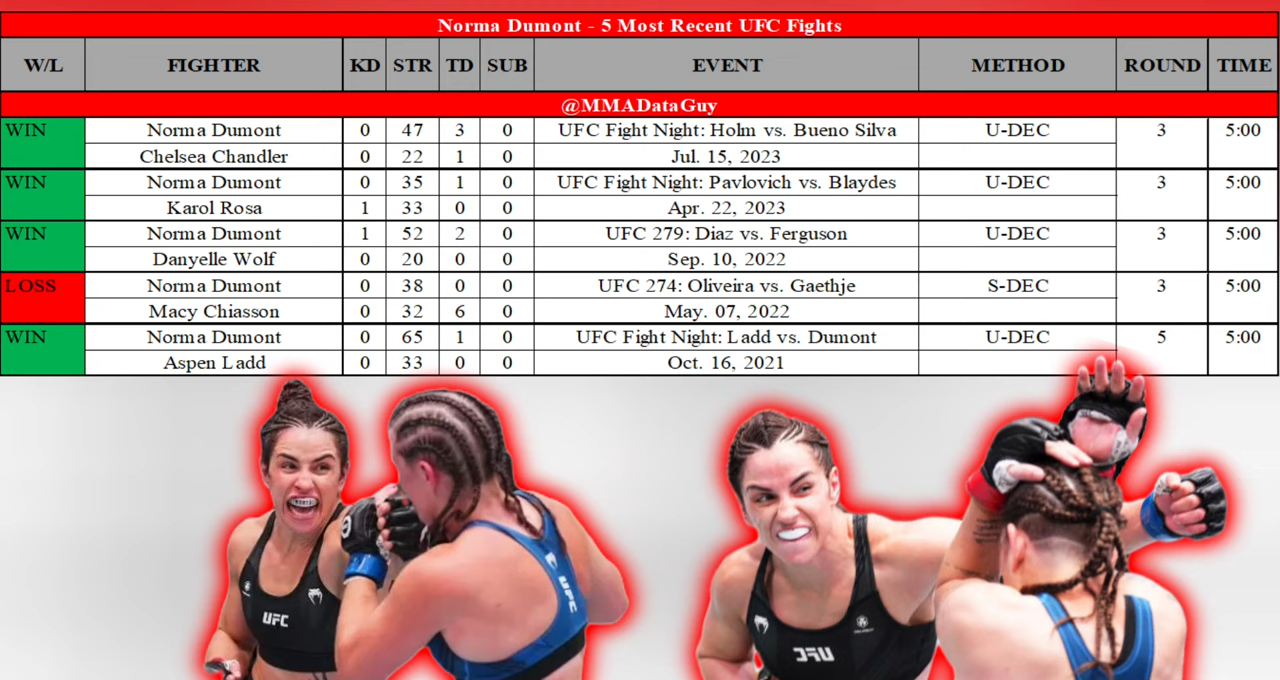 Norma Dumont - 5 Most Recent UFC Fights
W/L FIGHTER KD STR TD SUB EVENT METHOD ROUND TIME
@MMADataGuy
WIN Norma Dumont 0 47 3 0 UFC Fight Night: Holm vs. Bueno Silva U-DEC 3 5:00
Chelsea Chandler 0 22 1 0 Jul. 15, 2023
WIN Norma Dumont 0 35 1 0 UFC Fight Night: Pavlovich vs. Blaydes U-DEC 3 5:00
Karol Rosa 1 33 0 0 Apr. 22, 2023
WIN Norma Dumont 1 52 2 0 UFC 279: Diaz vs. Ferguson U-DEC 3 5:00
Danyelle Wolf 0 20 0 0 Sep. 10, 2022
LOSS Norma Dumont 0 38 0 0 UFC 274: Oliveira vs. Gaethje S-DEC 3 5:00
Macy Chiasson 0 32 6 0 May. 07, 2022
WIN Norma Dumont 0 65 1 0 UFC Fight Night: Ladd vs. Dumont U-DEC 5 5:00
Aspen Ladd 0 33 0 0 Oct. 16, 2021
UFC
UFC
UFC